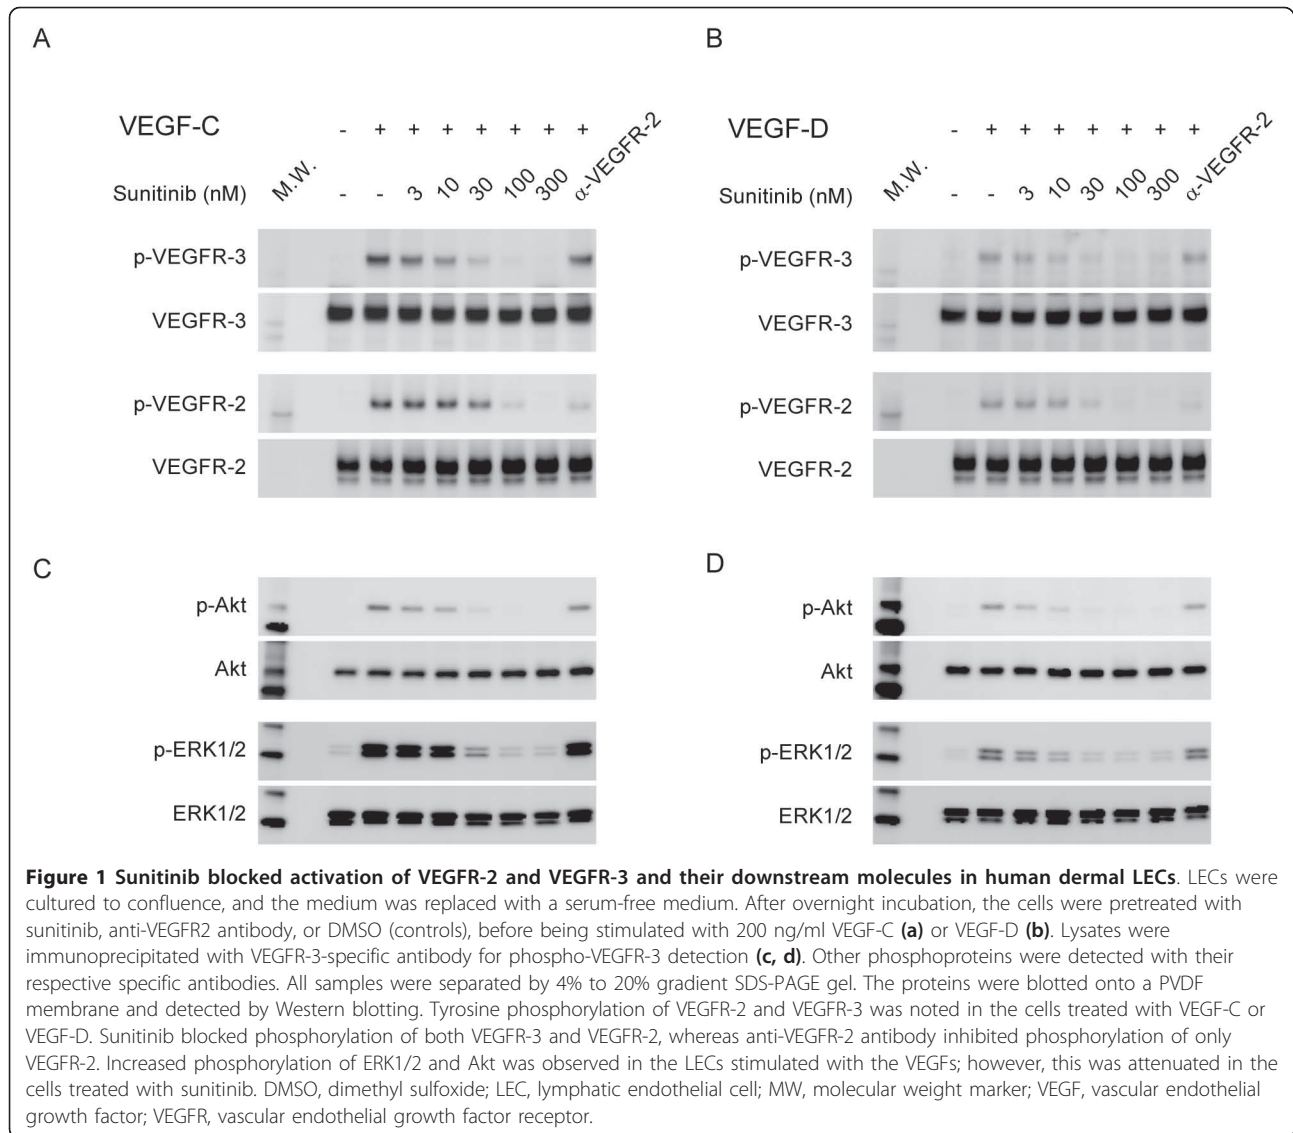 A
VEGF-C - + + + + + + +
M.W.
Sunitinib (nM) - - 3 10 30 100 300 α-VEGFR-2
p-VEGFR-3
VEGFR-3
p-VEGFR-2
VEGFR-2
B
VEGF-D - + + + + + + +
M.W.
Sunitinib (nM) - - 3 10 30 100 300 α-VEGFR-2
p-VEGFR-3
VEGFR-3
p-VEGFR-2
VEGFR-2
C
p-Akt
Akt
p-ERK1/2
ERK1/2
D
p-Akt
Akt
p-ERK1/2
ERK1/2
Figure 1 Sunitinib blocked activation of VEGFR-2 and VEGFR-3 and their downstream molecules in human dermal LECs. LECs were
cultured to confluence, and the medium was replaced with a serum-free medium. After overnight incubation, the cells were pretreated with
sunitinib, anti-VEGFR2 antibody, or DMSO (controls), before being stimulated with 200 ng/ml VEGF-C (a) or VEGF-D (b). Lysates were
immunoprecipitated with VEGFR-3-specific antibody for phospho-VEGFR-3 detection (c, d). Other phosphoproteins were detected with their
respective specific antibodies. All samples were separated by 4% to 20% gradient SDS-PAGE gel. The proteins were blotted onto a PVDF
membrane and detected by Western blotting. Tyrosine phosphorylation of VEGFR-2 and VEGFR-3 was noted in the cells treated with VEGF-C or
VEGF-D. Sunitinib blocked phosphorylation of both VEGFR-3 and VEGFR-2, whereas anti-VEGFR-2 antibody inhibited phosphorylation of only
VEGFR-2. Increased phosphorylation of ERK1/2 and Akt was observed in the LECs stimulated with the VEGFs; however, this was attenuated in the
cells treated with sunitinib. DMSO, dimethyl sulfoxide; LEC, lymphatic endothelial cell; MW, molecular weight marker; VEGF, vascular endothelial
growth factor; VEGFR, vascular endothelial growth factor receptor.